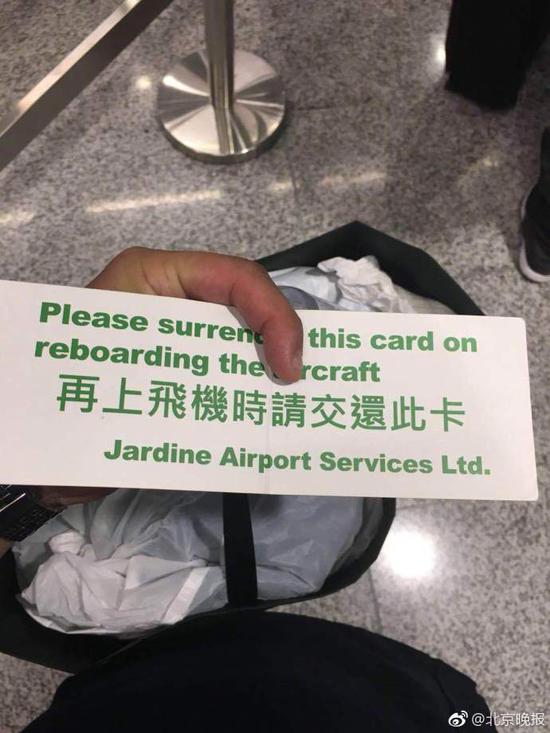 Please this card on
reboarding the
再上飛機時請交還此卡
Jardine Airport Services Ltd.
@北京晚报